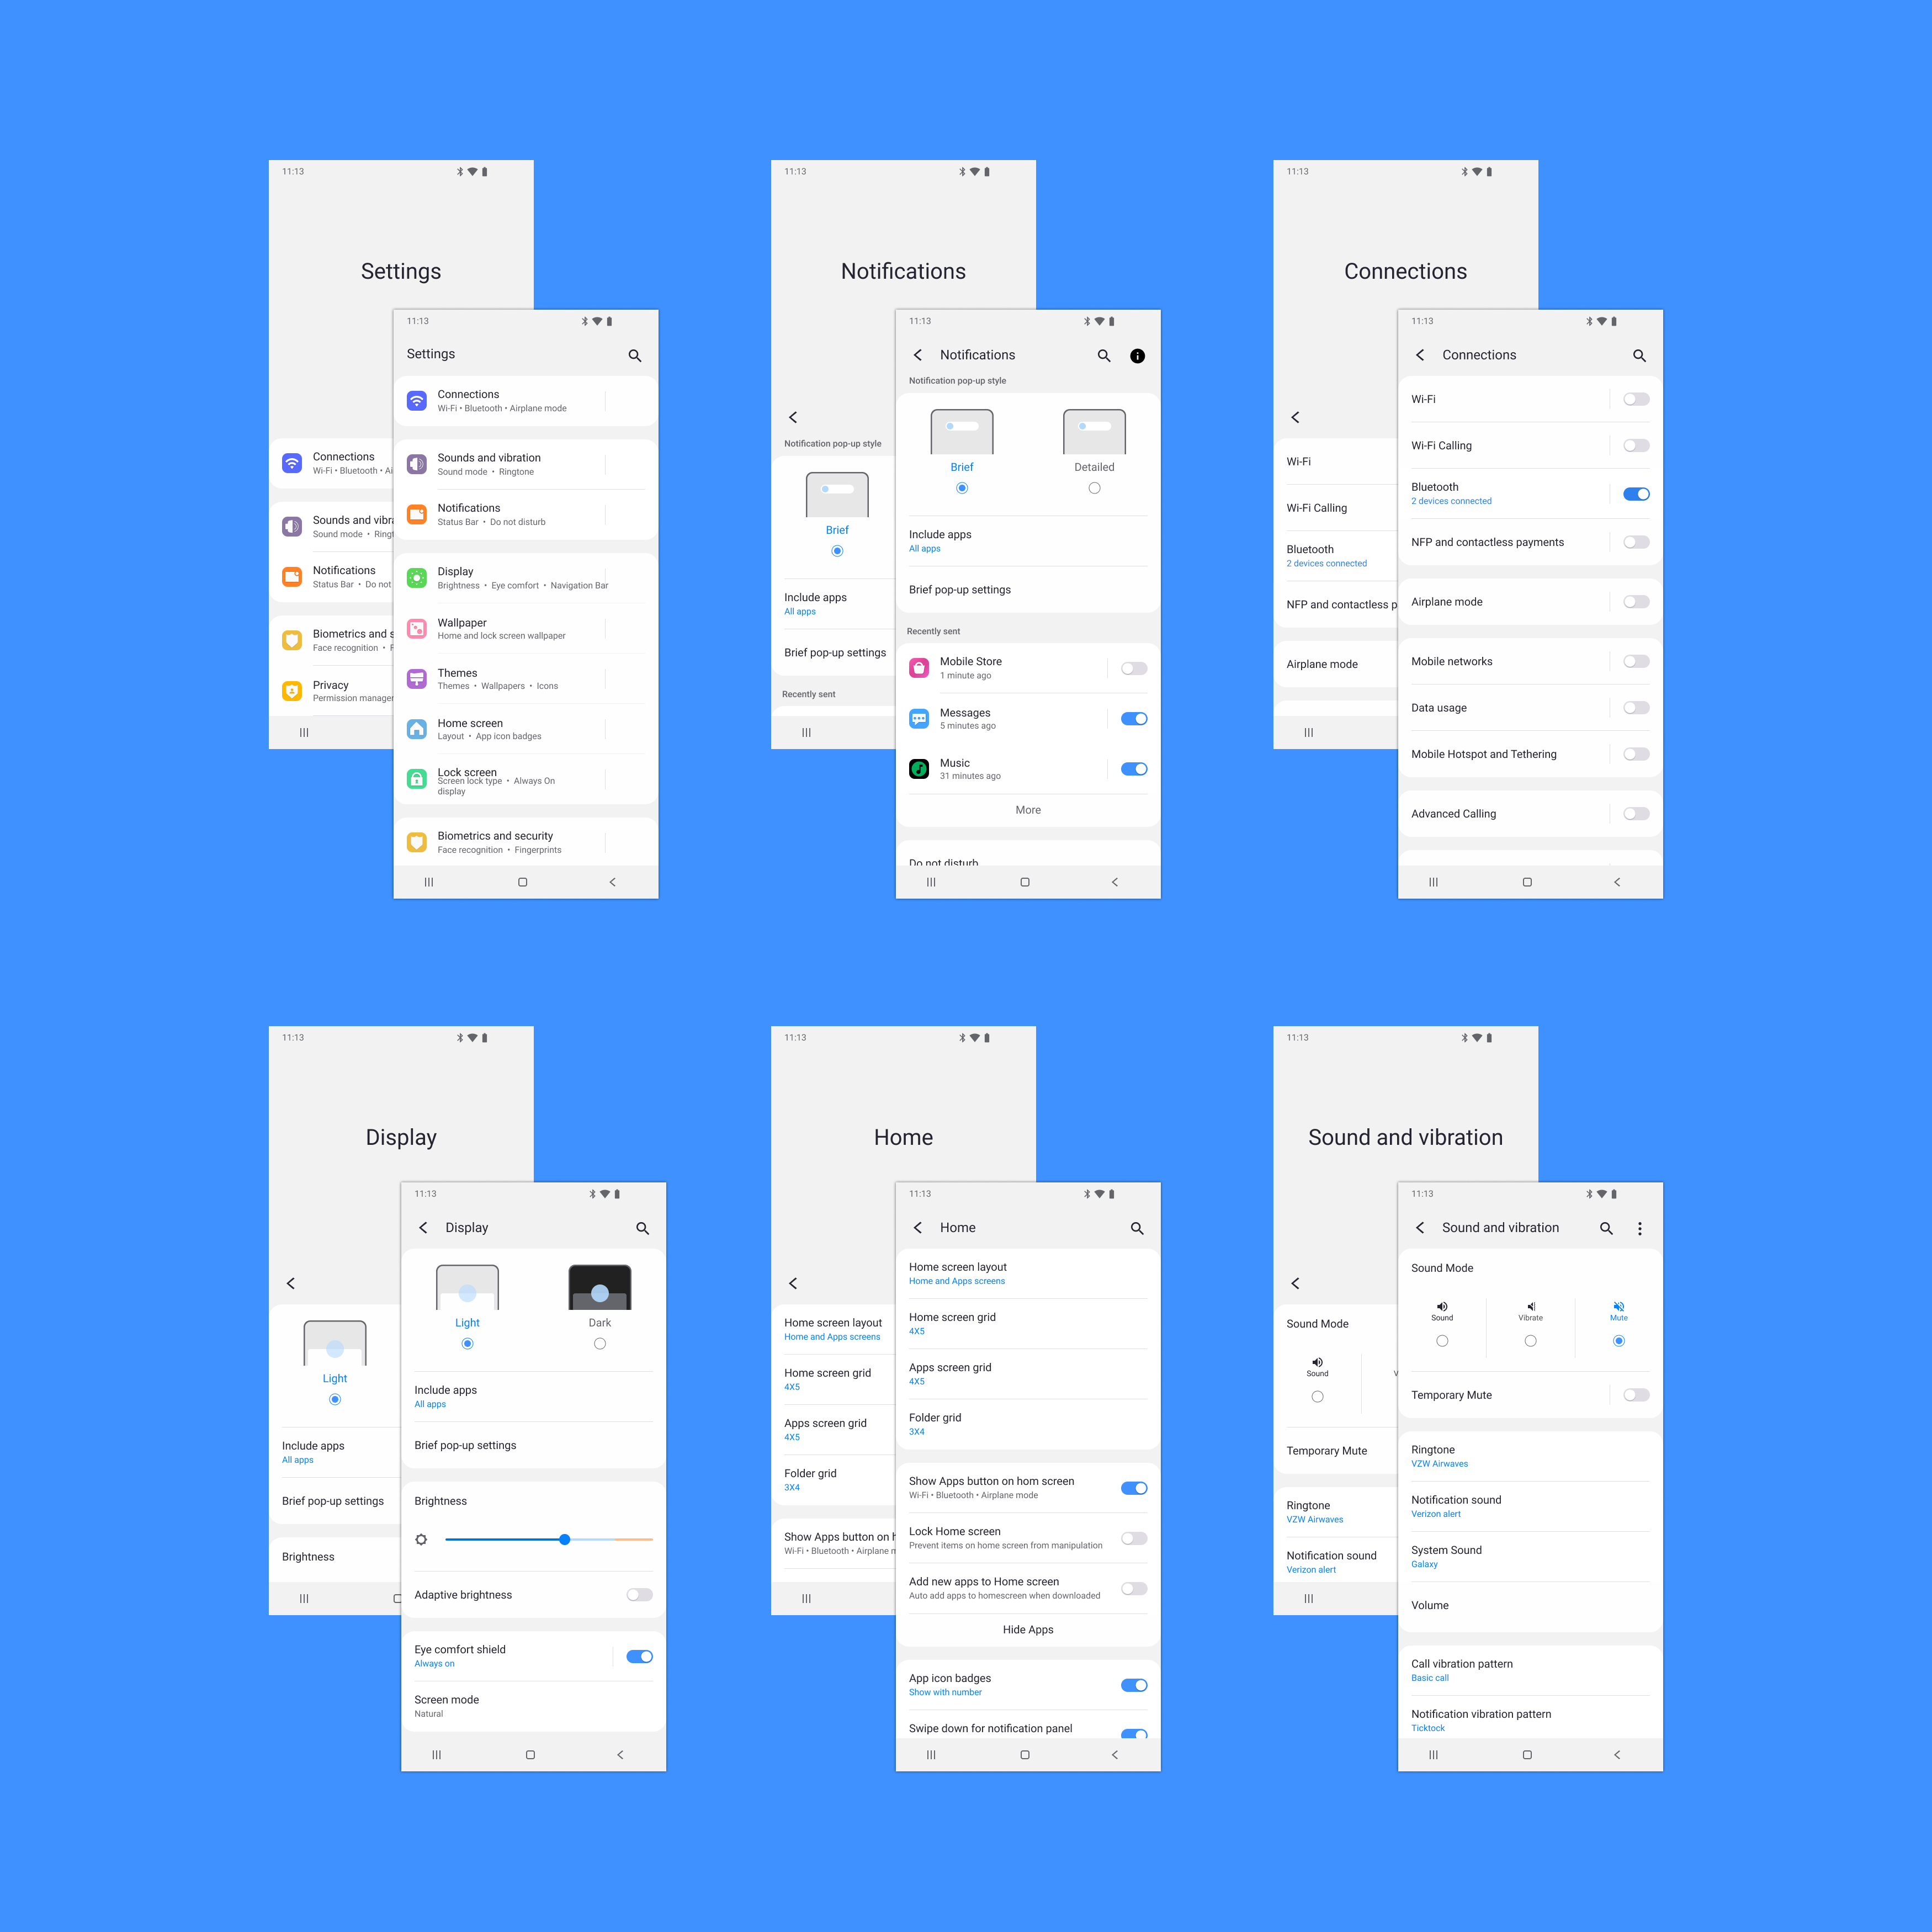 11:13
Settings
Connections
Wi-Fi • Bluetooth • Ai
Sounds and vibra
Sound mode • Ringt
Notifications
Status Bar • Do not
Biometrics and s
Face recognition • F
Privacy
Permission manager
11:13
Settings
Connections
Wi-Fi • Bluetooth • Airplane mode
Sounds and vibration
Sound mode • Ringtone
Notifications
Status Bar • Do not disturb
Display
Brightness • Eye comfort • Navigation Bar
Wallpaper
Home and lock screen wallpaper
Themes
Themes • Wallpapers • Icons
Home screen
Layout • App icon badges
Lock screen
Screen lock type • Always On
display
Biometrics and security
Face recognition • Fingerprints
11:13
Notifications
Notification pop-up style
Brief
Include apps
All apps
Brief pop-up settings
Recently sent
11:13
Notifications
Notification pop-up style
Brief Detailed
Include apps
All apps
Brief pop-up settings
Recently sent
Mobile Store
1 minute ago
Messages
5 minutes ago
Music
31 minutes ago
More
Do not disturb
11:13
Connections
Wi-Fi
Wi-Fi Calling
Bluetooth
2 devices connected
NFP and contactless p
Airplane mode
11:13
Connections
Wi-Fi
Wi-Fi Calling
Bluetooth
2 devices connected
NFP and contactless payments
Airplane mode
Mobile networks
Data usage
Mobile Hotspot and Tethering
Advanced Calling
11:13
Display
Light
Include apps
All apps
Brief pop-up settings
Brightness
11:13
Display
Light Dark
Include apps
All apps
Brief pop-up settings
Brightness
Adaptive brightness
Eye comfort shield
Always on
Screen mode
Natural
11:13
Home
Home screen layout
Home and Apps screens
Home screen grid
4X5
Apps screen grid
4X5
Folder grid
3X4
Show Apps button on h
Wi-Fi • Bluetooth • Airplane m
11:13
Home
Home screen layout
Home and Apps screens
Home screen grid
4X5
Apps screen grid
4X5
Folder grid
3X4
Show Apps button on hom screen
Wi-Fi • Bluetooth • Airplane mode
Lock Home screen
Prevent items on home screen from manipulation
Add new apps to Home screen
Auto add apps to homescreen when downloaded
Hide Apps
App icon badges
Show with number
Swipe down for notification panel
11:13
Sound and vibration
Sound Mode
Sound V
Temporary Mute
Ringtone
VZW Airwaves
Notification sound
Verizon alert
11:13
Sound and vibration
Sound Mode
Sound Vibrate Mute
Temporary Mute
Ringtone
VZW Airwaves
Notification sound
Verizon alert
System Sound
Galaxy
Volume
Call vibration pattern
Basic call
Notification vibration pattern
Ticktock